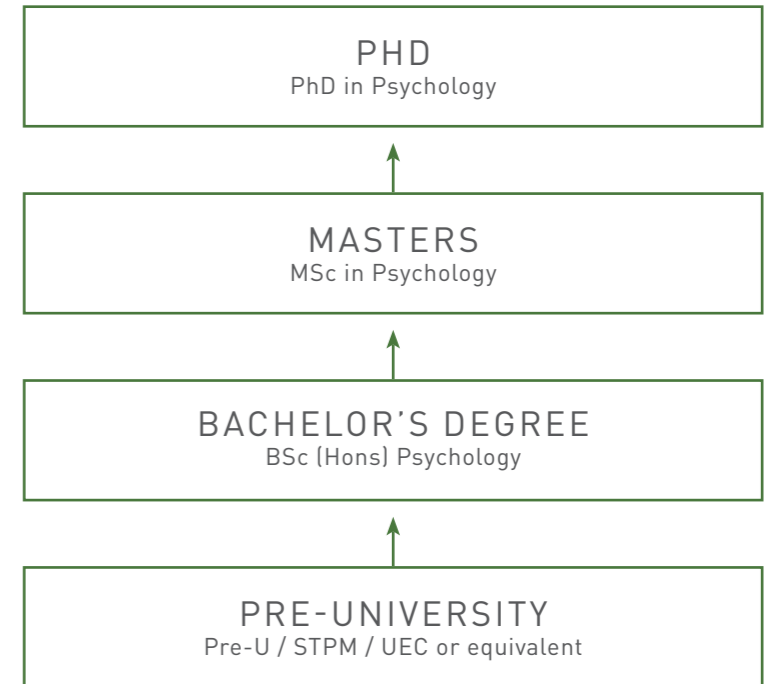 PHD
PhD in Psychology
MASTERS
MSc in Psychology
BACHELOR’S DEGREE
BSc (Hons) Psychology
PRE-UNIVERSITY
Pre-U / STPM / UEC or equivalent